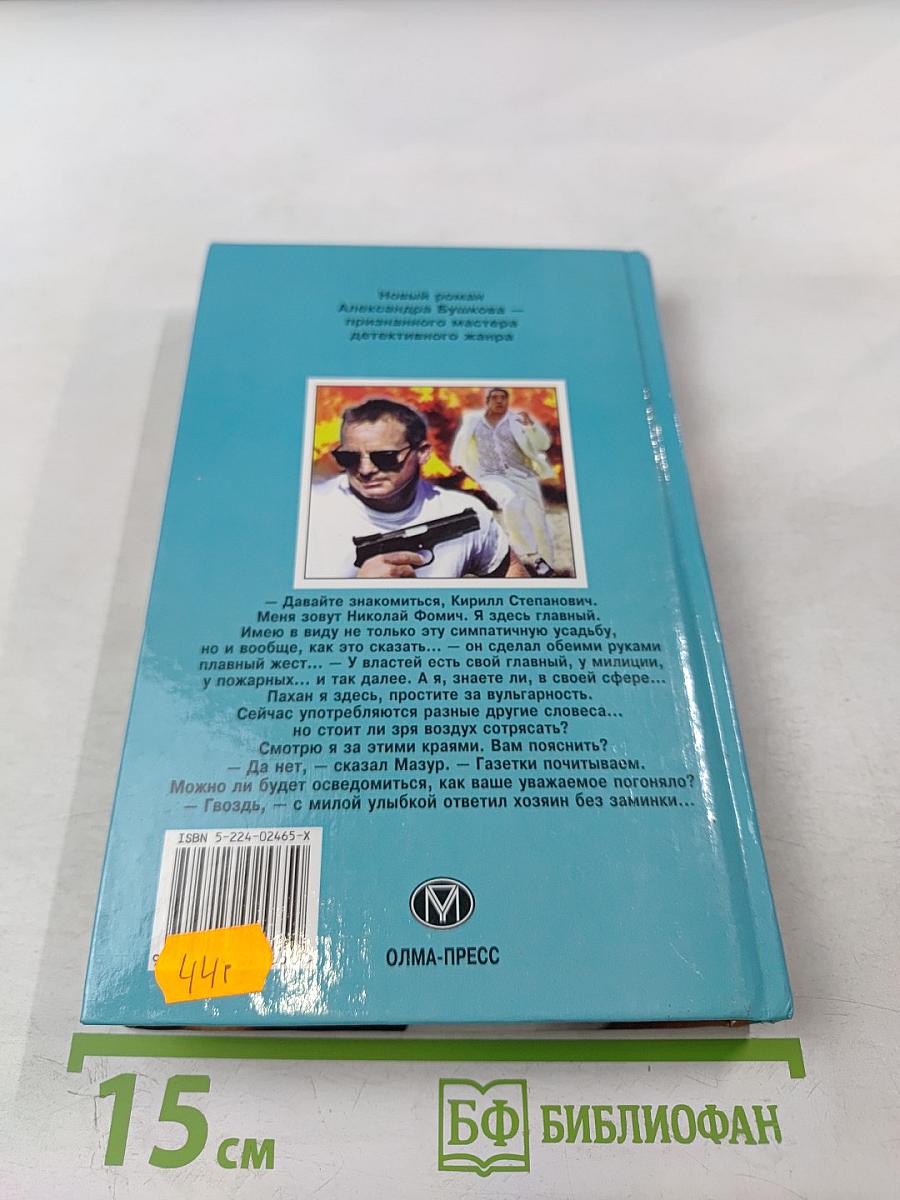 Новый роман
Александра Бушкова —
признанного мастера
детективного жанра
— Давайте знакомиться, Кирилл Степанович.
Меня зовут Николай Фомич. Я здесь главный.
Имею в виду не только эту симпатичную усадьбу,
но и вообще, как это сказать... — он сделал обеими руками
плавный жест... — У властей есть свой главный, у милиции,
у пожарных... и так далее. А я, знаете ли, в своей сфере...
Пахан я здесь, простите за вульгарность.
Сейчас употребляются разные другие словеса...
но стоит ли зря воздух сотрясать?
Смотрю я за этими краями. Вам пояснить?
— Да нет, — сказал Мазур. — Газетки почитываем.
Можно ли будет осведомиться, как ваше уважаемое погоняло?
— Гвоздь, — с милой улыбкой ответил хозяин без заминки...
ISBN 5-224-02465-X
9
44г
ОЛМА-ПРЕСС
15 см
БФ БИБЛИОФАН